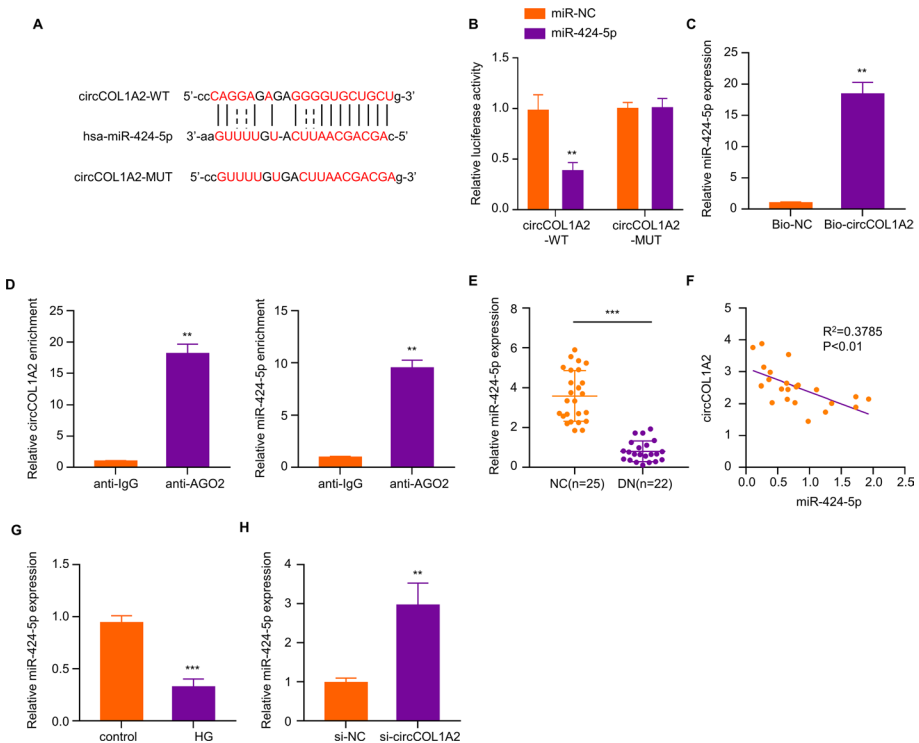 A
circCOL1A2-WT 5'-ccCAGGAGAGAGGGGGUGCUGCUg-3'
hsa-miR-424-5p 3'-aaGUUUUGU-ACUUAACGACGAc-5'
circCOL1A2-MUT 5'-ccGUUUUGUGACUUAACGACGAg-3'
B
miR-NC
miR-424-5p
Relative luciferase activity
1.5
1.0
0.5
0.0
**
circCOL1A2
-WT
circCOL1A2
-MUT
C
Relative miR-424-5p expression
25
20
15
10
5
0
**
Bio-NC Bio-circCOL1A2
D
Relative circCOL1A2 enrichment
25
20
15
10
5
0
**
anti-IgG anti-AGO2
Relative miR-424-5p enrichment
15
10
5
0
**
anti-IgG anti-AGO2
E
Relative miR-424-5p expression
8
6
4
2
0
***
NC(n=25) DN(n=22)
F
circCOL1A2
5
4
3
2
1
0
R²=0.3785
P<0.01
0.0 0.5 1.0 1.5 2.0 2.5
miR-424-5p
G
Relative miR-424-5p expression
1.5
1.0
0.5
0.0
***
control HG
H
Relative miR-424-5p expression
4
3
2
1
0
**
si-NC si-circCOL1A2